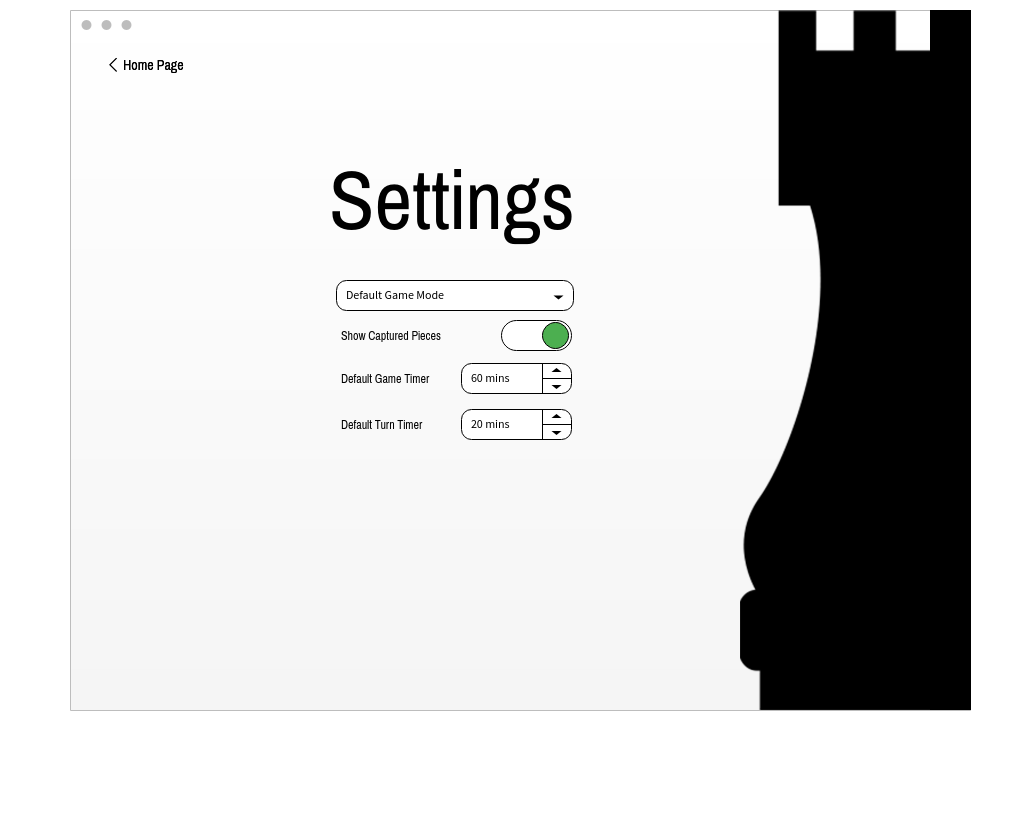 Home Page
Settings
Default Game Mode
Show Captured Pieces
Default Game Timer 60 mins
Default Turn Timer 20 mins